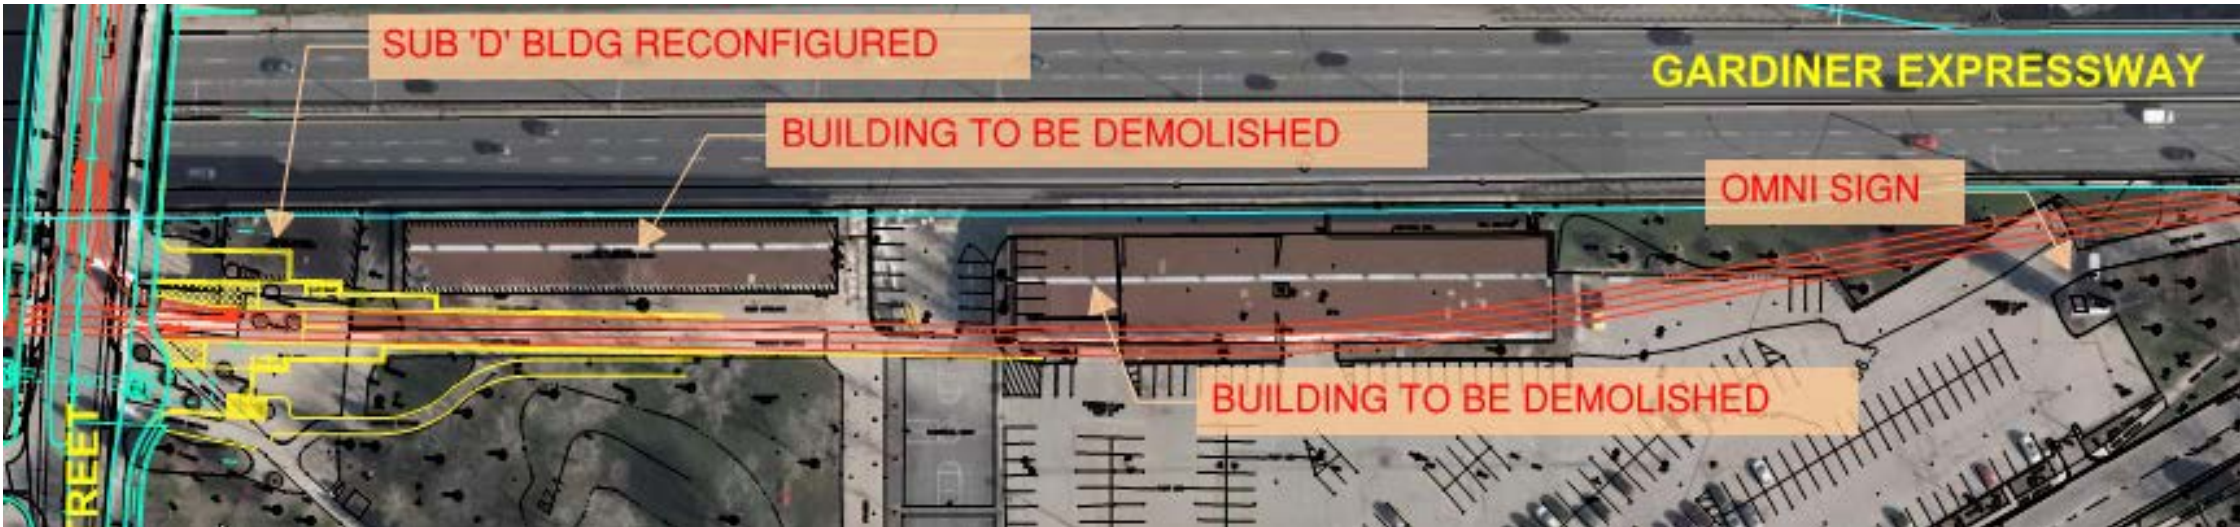 SUB 'D' BLDG RECONFIGURED
GARDINER EXPRESSWAY
BUILDING TO BE DEMOLISHED
OMNI SIGN
BUILDING TO BE DEMOLISHED
REET